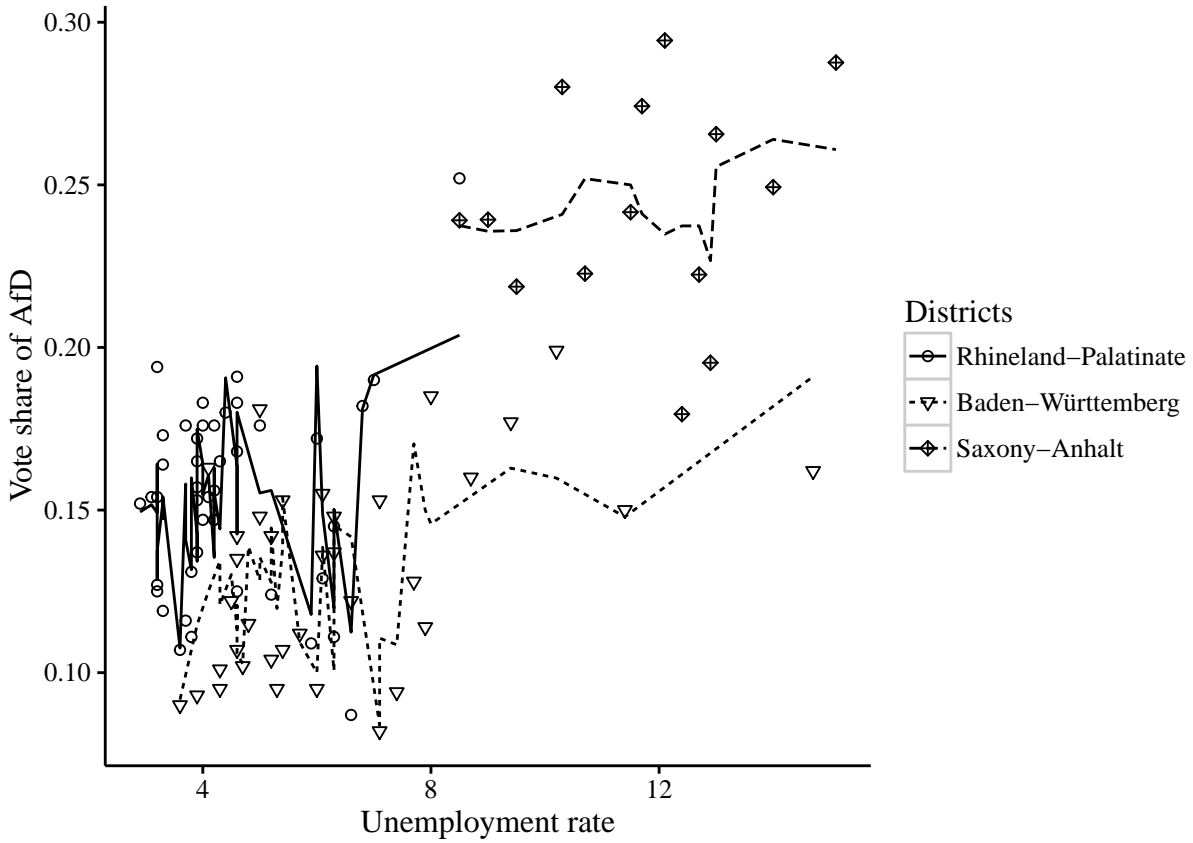 0.30
0.25
0.20
0.15
0.10
Vote share of AfD
4
8
12
Unemployment rate
Districts
Rhineland−Palatinate
Baden−Württemberg
Saxony−Anhalt